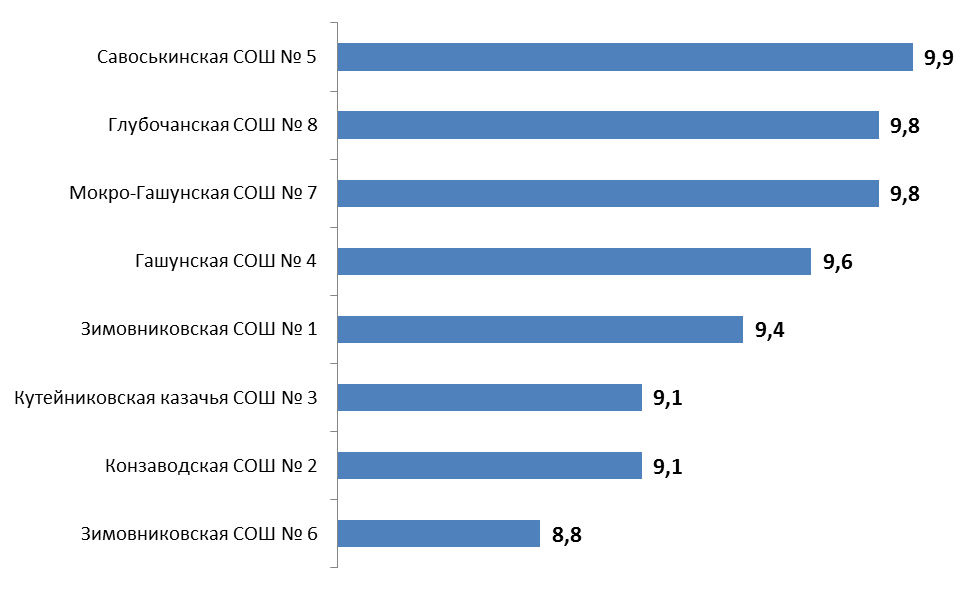 Савоськинская СОШ № 5 9,9
Глубочанская СОШ № 8 9,8
Мокро-Гашунская СОШ № 7 9,8
Гашунская СОШ № 4 9,6
Зимовниковская СОШ № 1 9,4
Кутейниковская казачья СОШ № 3 9,1
Конзаводская СОШ № 2 9,1
Зимовниковская СОШ № 6 8,8